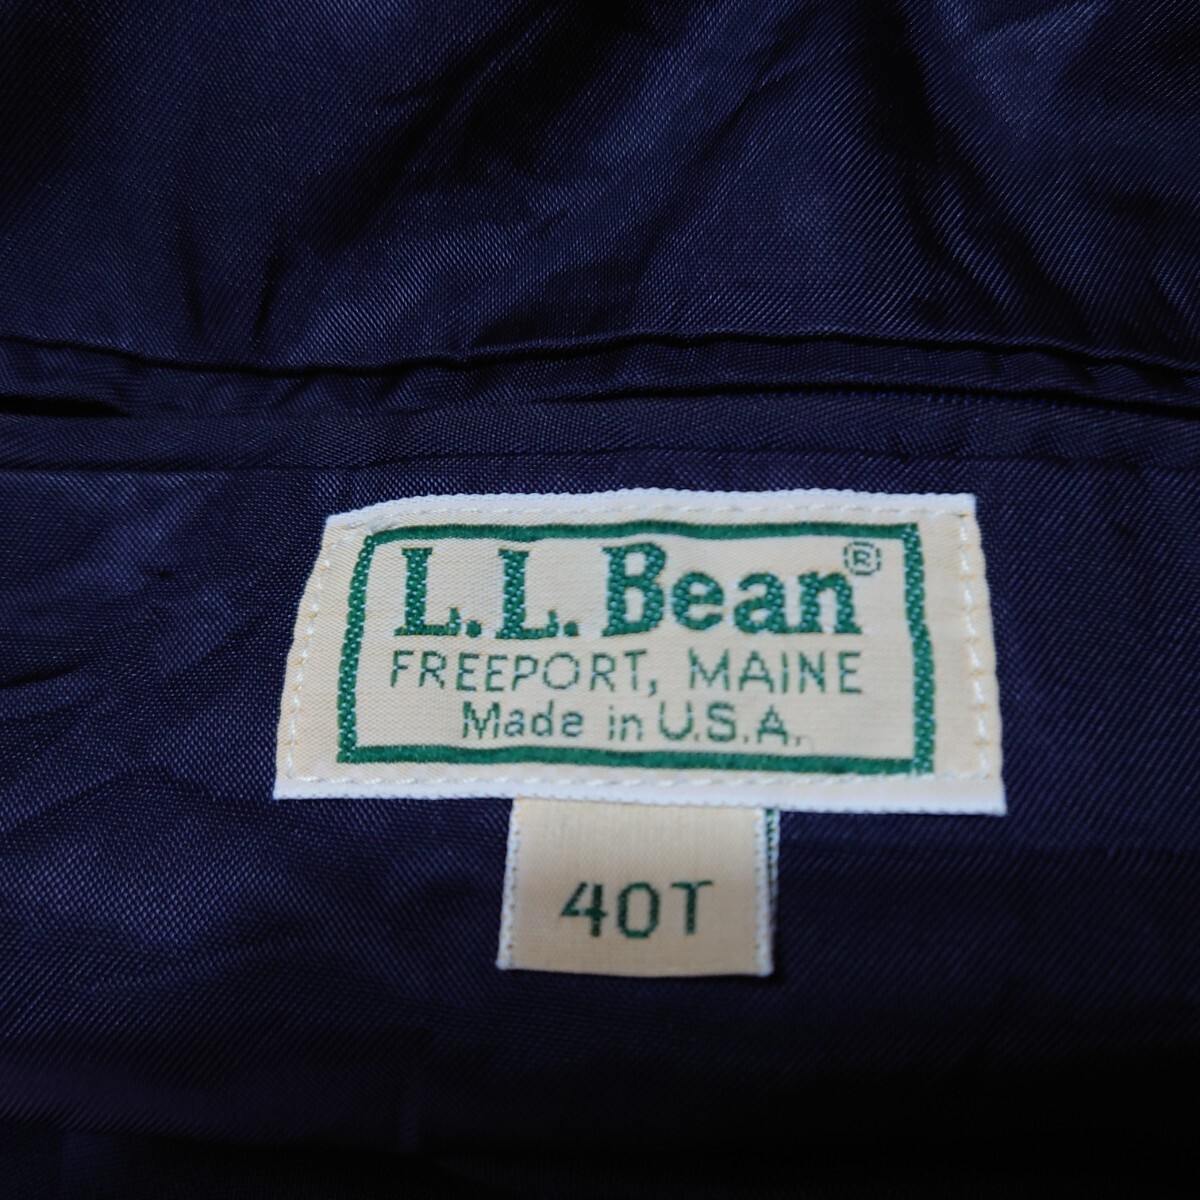 L.L.Bean®
FREEPORT, MAINE
Made in U.S.A.
40T